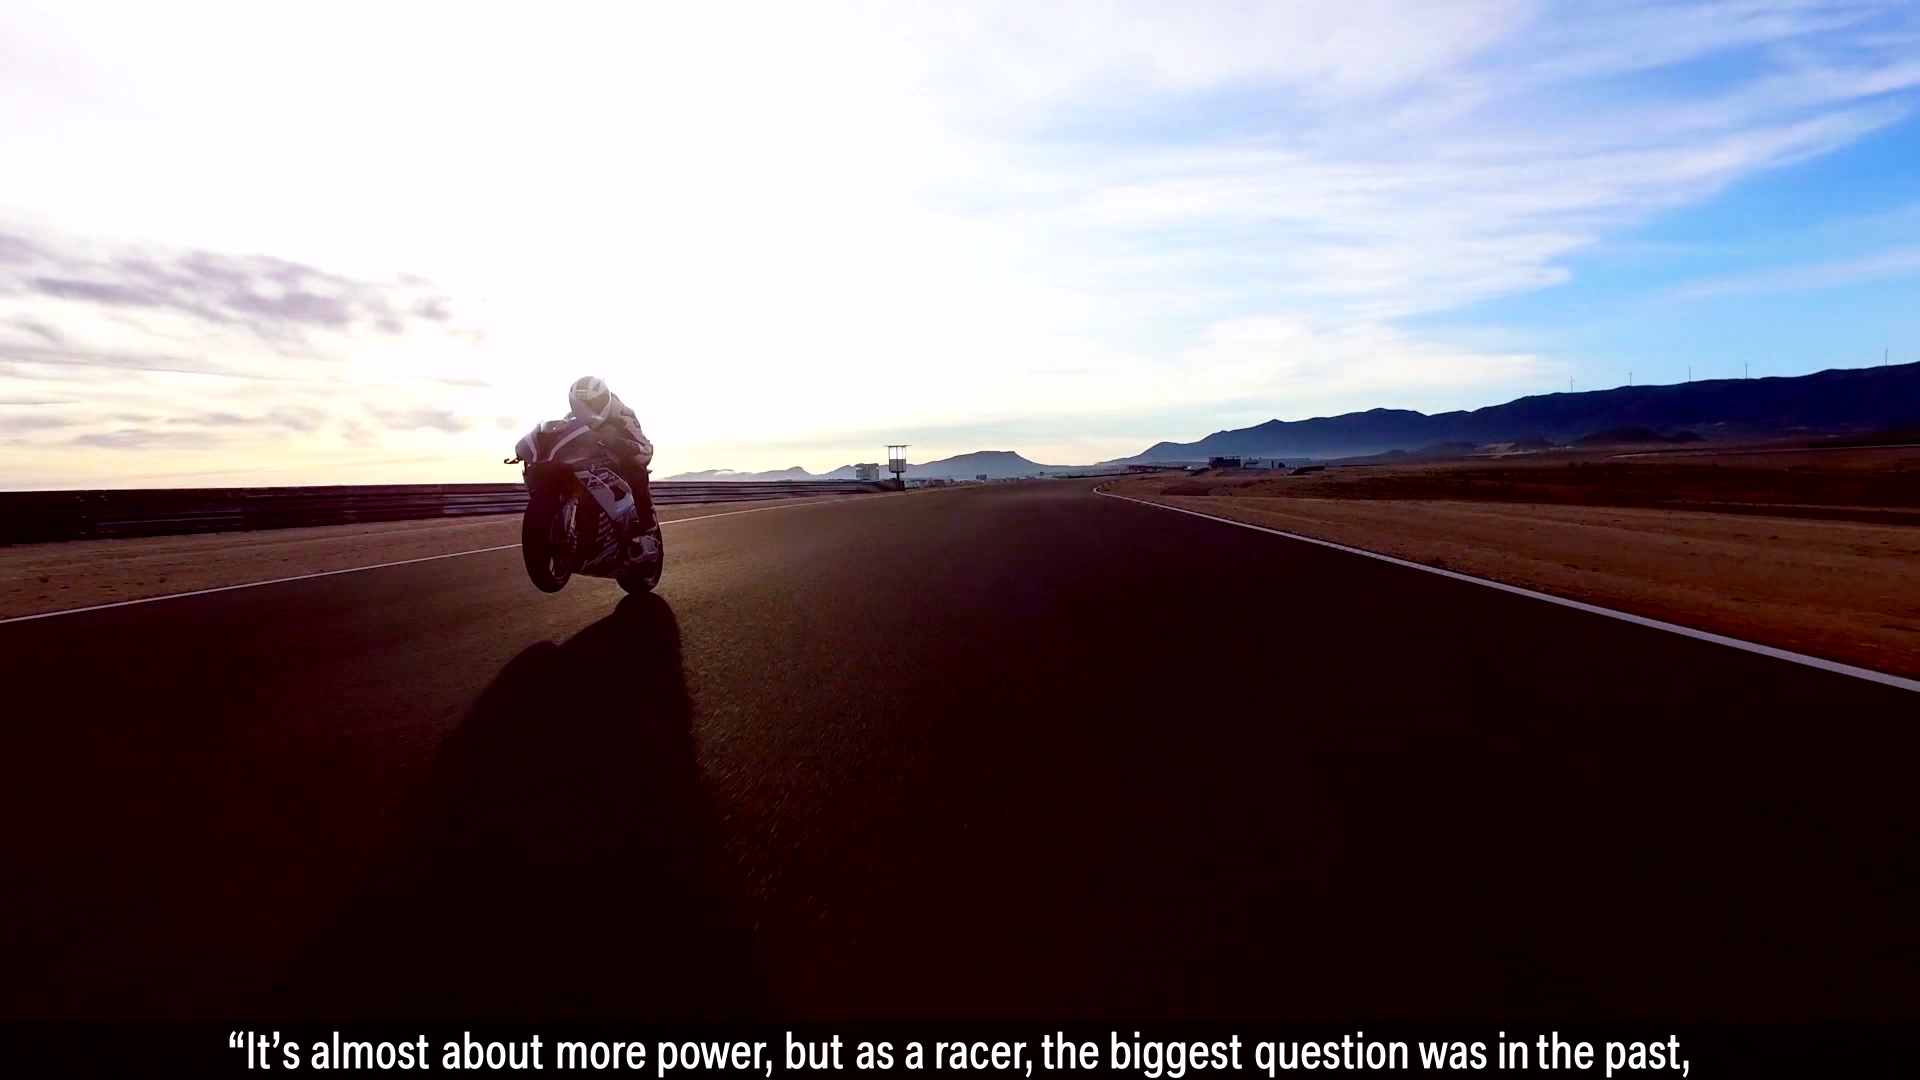 “It’s almost about more power, but as a racer, the biggest question was in the past,